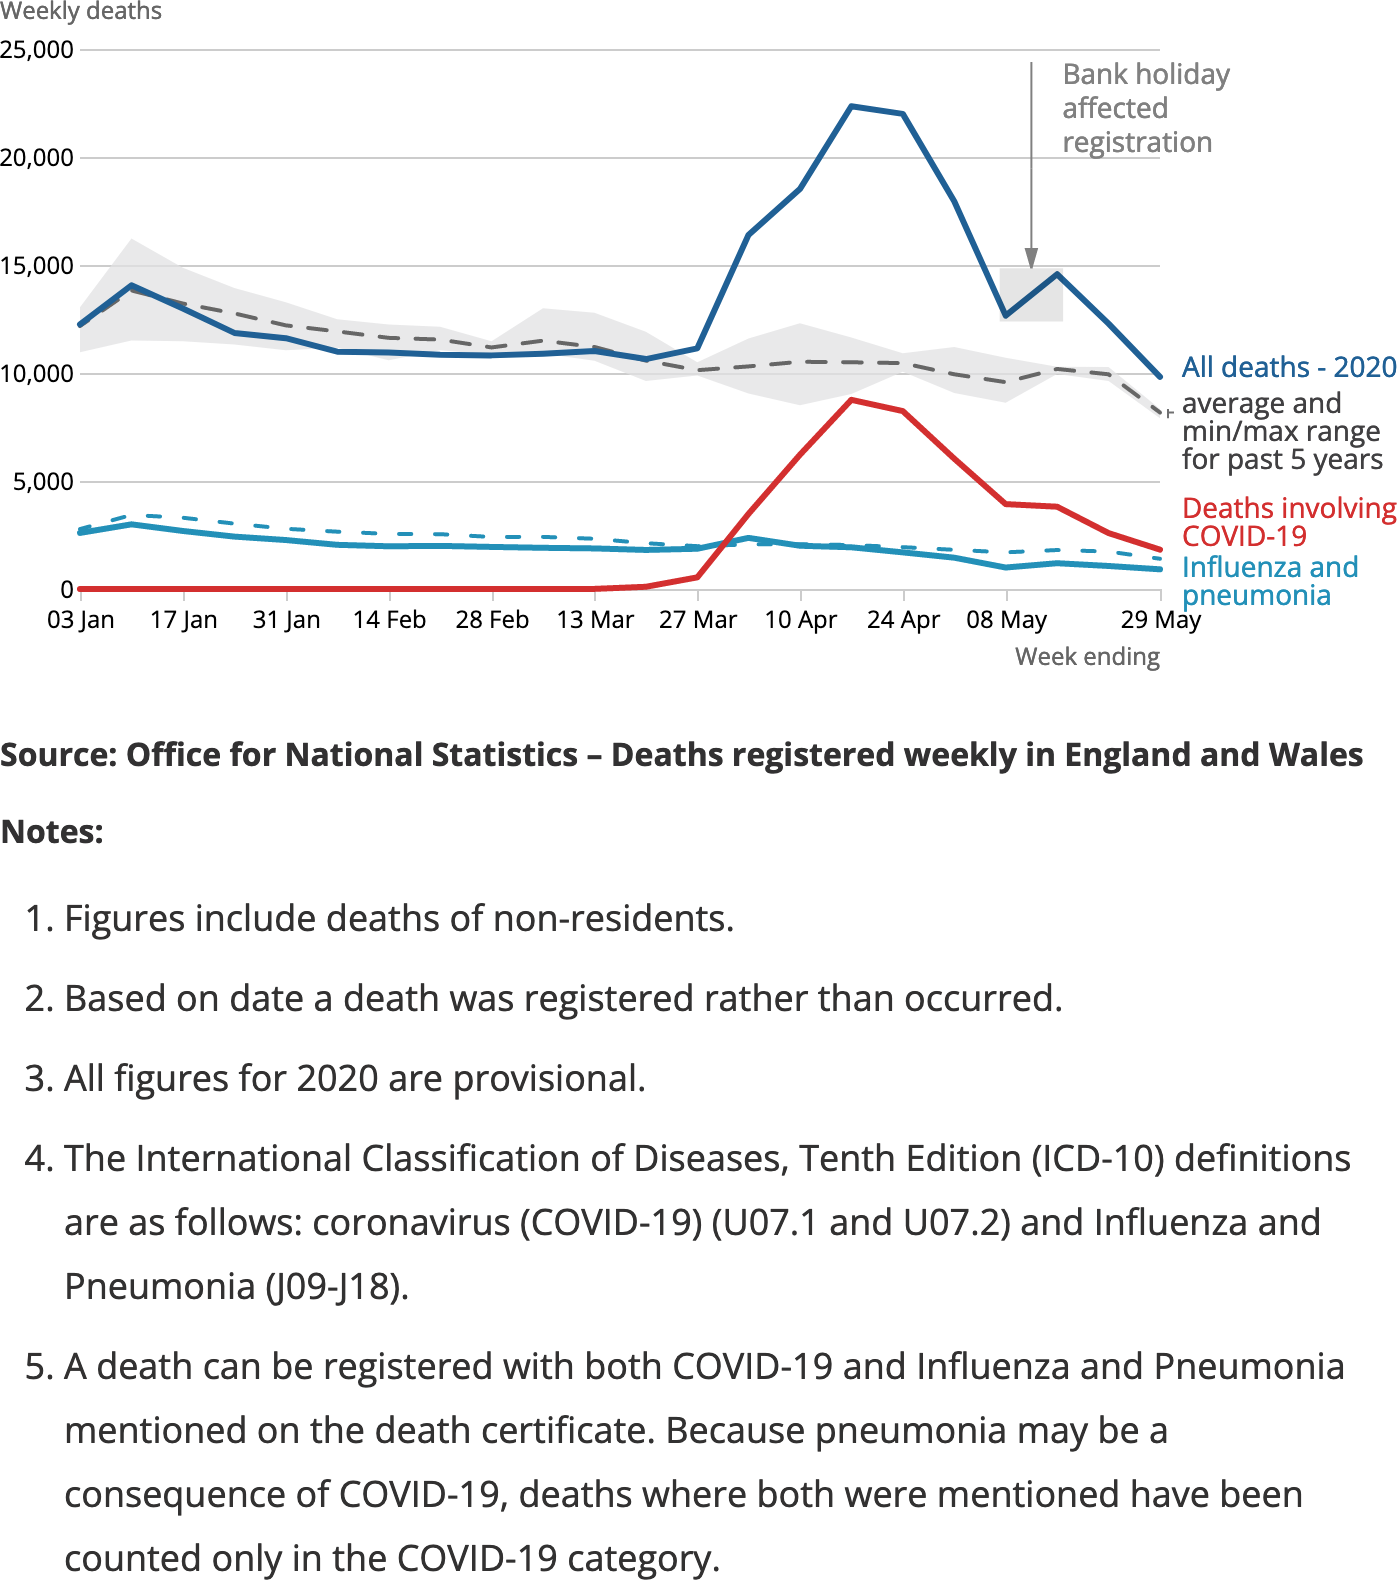 Weekly deaths
25,000
20,000
15,000
10,000
5,000
0
Bank holiday
affected
registration
All deaths - 2020
average and
min/max range
for past 5 years
Deaths involving
COVID-19
Influenza and
pneumonia
03 Jan 17 Jan 31 Jan 14 Feb 28 Feb 13 Mar 27 Mar 10 Apr 24 Apr 08 May 29 May
Week ending
Source: Office for National Statistics – Deaths registered weekly in England and Wales
Notes:
1. Figures include deaths of non-residents.
2. Based on date a death was registered rather than occurred.
3. All figures for 2020 are provisional.
4. The International Classification of Diseases, Tenth Edition (ICD-10) definitions
are as follows: coronavirus (COVID-19) (U07.1 and U07.2) and Influenza and
Pneumonia (J09-J18).
5. A death can be registered with both COVID-19 and Influenza and Pneumonia
mentioned on the death certificate. Because pneumonia may be a
consequence of COVID-19, deaths where both were mentioned have been
counted only in the COVID-19 category.